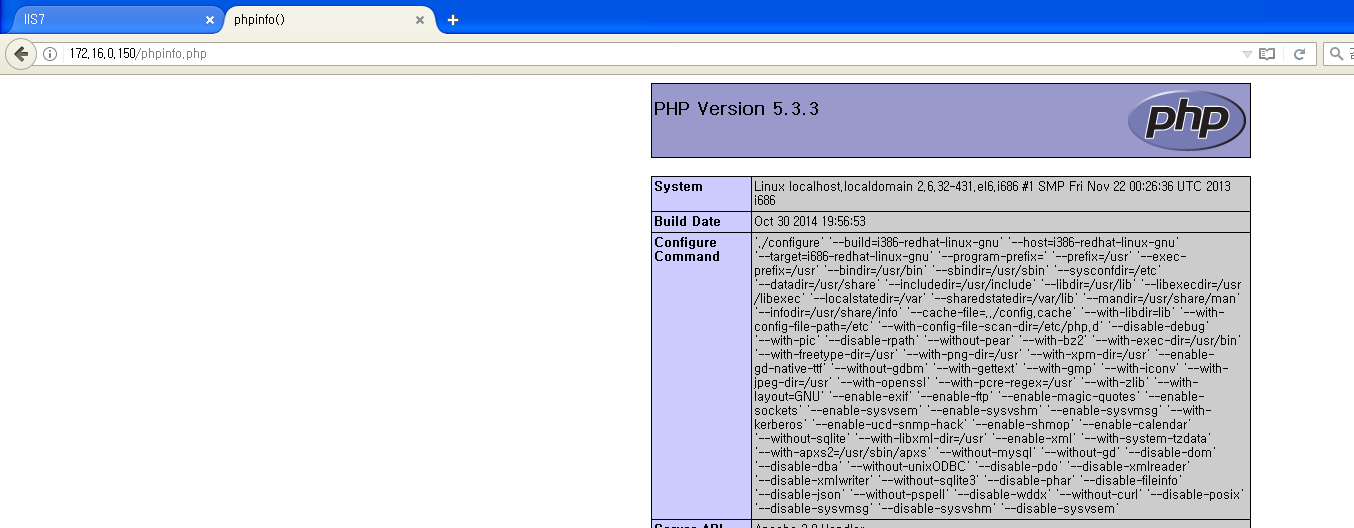 IIS7
phpinfo()
172.16.0.150/phpinfo.php
PHP Version 5.3.3
php
System
Linux localhost.localdomain 2.6.32-431.el6.i686 #1 SMP Fri Nov 22 00:26:36 UTC 2013
i686
Build Date
Oct 30 2014 19:56:53
Configure
Command
'./configure' '--build=i386-redhat-linux-gnu' '--host=i386-redhat-linux-gnu'
'--target=i686-redhat-linux-gnu' '--program-prefix=' '--prefix=/usr' '--exec-
prefix=/usr' '--bindir=/usr/bin' '--sbindir=/usr/sbin' '--sysconfdir=/etc'
'--datadir=/usr/share' '--includedir=/usr/include' '--libdir=/usr/lib' '--libexecdir=/usr
/libexec' '--localstatedir=/var' '--sharedstatedir=/var/lib' '--mandir=/usr/share/man'
'--infodir=/usr/share/info' '--cache-file=../config.cache' '--with-libdir=lib' '--with-
config-file-path=/etc' '--with-config-file-scan-dir=/etc/php.d' '--disable-debug'
'--with-pic' '--disable-rpath' '--without-pear' '--with-bz2' '--with-exec-dir=/usr/bin'
'--with-freetype-dir=/usr' '--with-png-dir=/usr' '--with-xpm-dir=/usr' '--enable-
gd-native-ttf' '--without-gdbm' '--with-gettext' '--with-gmp' '--with-iconv' '--with-
jpeg-dir=/usr' '--with-openssl' '--with-pcre-regex=/usr' '--with-zlib' '--with-
layout=GNU' '--enable-exif' '--enable-ftp' '--enable-magic-quotes' '--enable-
sockets' '--enable-sysvsem' '--enable-sysvshm' '--enable-sysvmsg' '--with-
kerberos' '--enable-ucd-snmp-hack' '--enable-shmop' '--enable-calendar'
'--without-sqlite' '--with-libxml-dir=/usr' '--enable-xml' '--with-system-tzdata'
'--with-apxs2=/usr/sbin/apxs' '--without-mysql' '--without-gd' '--disable-dom'
'--disable-dba' '--without-unixODBC' '--disable-pdo' '--disable-xmlreader'
'--disable-xmlwriter' '--without-sqlite3' '--disable-phar' '--disable-fileinfo'
'--disable-json' '--without-pspell' '--disable-wddx' '--without-curl' '--disable-posix'
'--disable-sysvmsg' '--disable-sysvshm' '--disable-sysvsem'
Server API
Apache 2.0 Handler